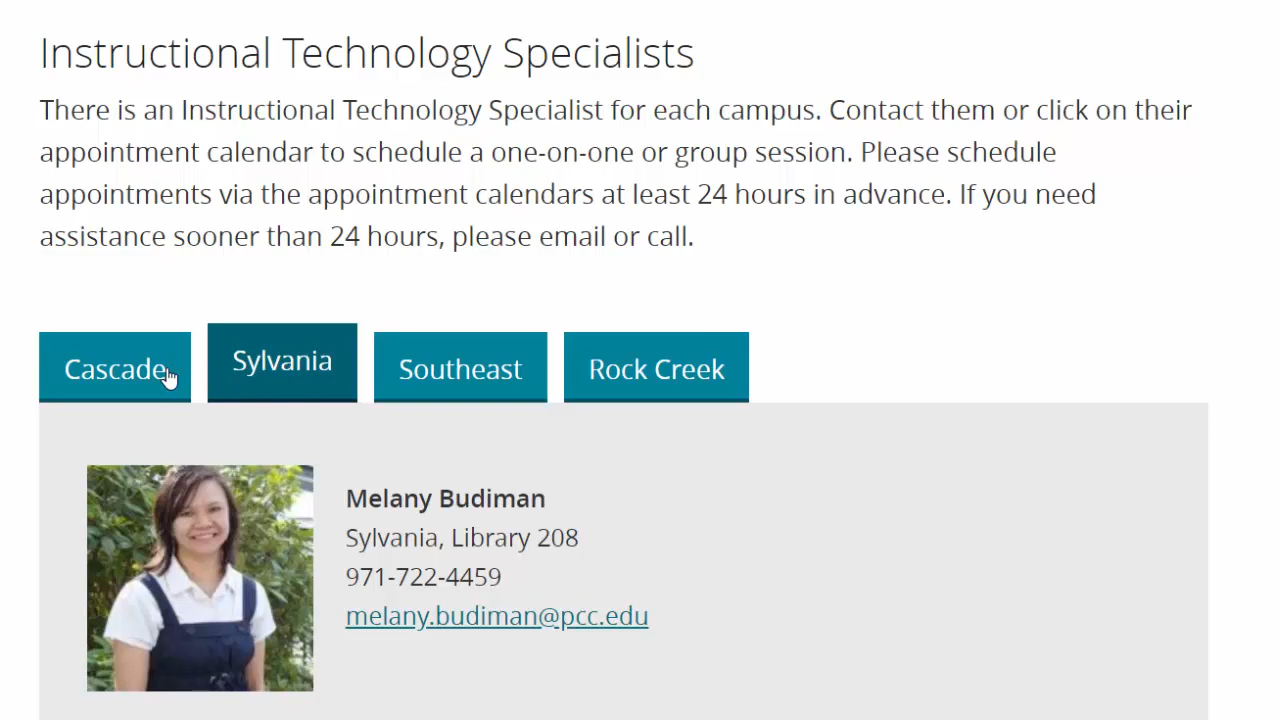 Instructional Technology Specialists
There is an Instructional Technology Specialist for each campus. Contact them or click on their
appointment calendar to schedule a one-on-one or group session. Please schedule
appointments via the appointment calendars at least 24 hours in advance. If you need
assistance sooner than 24 hours, please email or call.
Cascade Sylvania Southeast Rock Creek
Melany Budiman
Sylvania, Library 208
971-722-4459
melany.budiman@pcc.edu